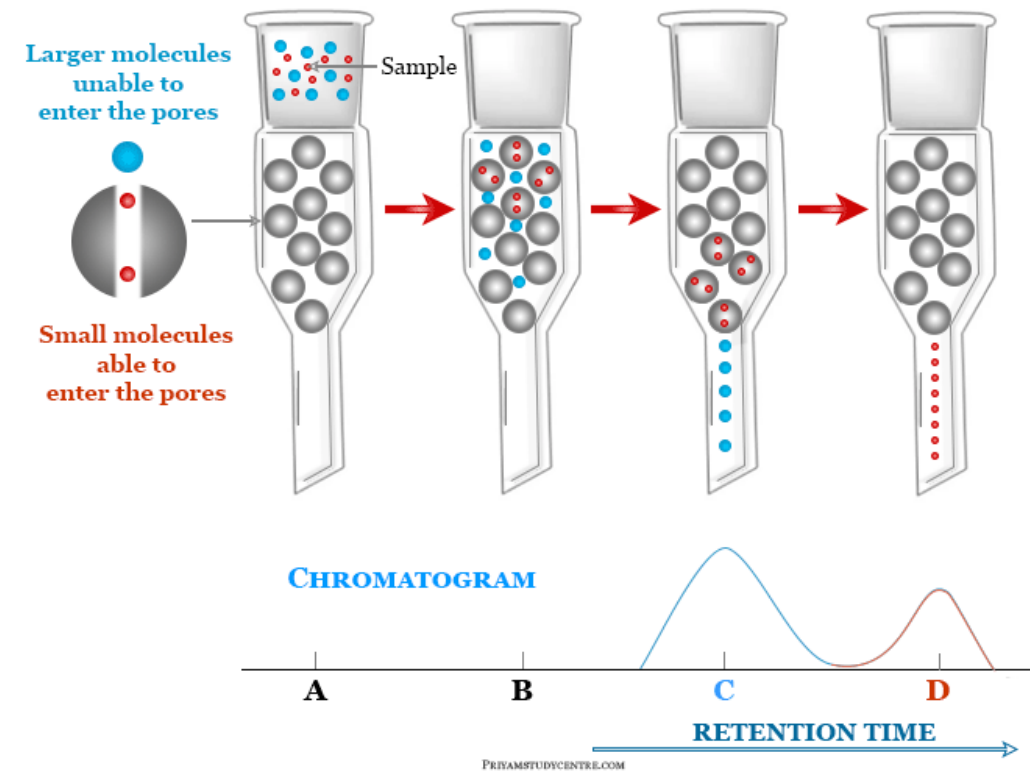 Larger molecules
unable to
enter the pores
Sample
Small molecules
able to
enter the pores
CHROMATOGRAM
A
B
C
D
RETENTION TIME
PRIYAMSTUDYCENTRE.COM